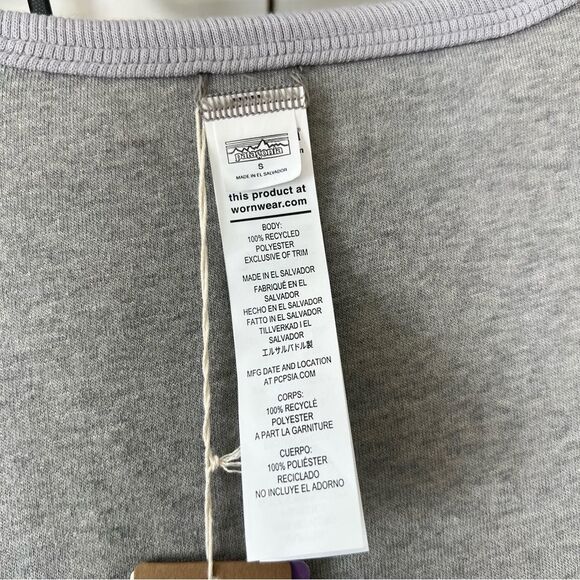 patagonia
S
MADE IN EL SALVADOR
this product at
wornwear.com
BODY:
100% RECYCLED
POLYESTER
EXCLUSIVE OF TRIM
MADE IN EL SALVADOR
FABRIQUÉ EN EL
SALVADOR
HECHO EN EL SALVADOR
FATTO IN EL SALVADOR
TILLVERKAD I EL
SALVADOR
エルサルバドル製
MFG DATE AND LOCATION
AT PCPSIA.COM
CORPS:
100% RECYCLÉ
POLYESTER
A PART LA GARNITURE
CUERPO:
100% POLIÉSTER
RECICLADO
NO INCLUYE EL ADORNO